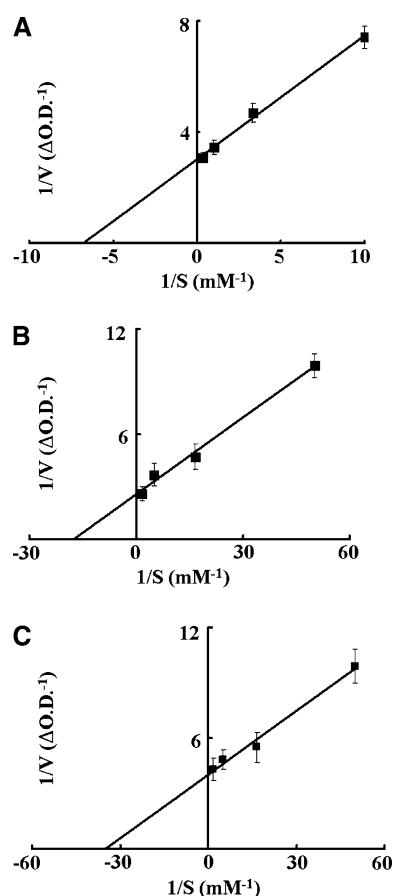 A
8
4
1/V (ΔO.D.⁻¹)
-10 -5 0 5 10
1/S (mM⁻¹)
B
12
6
1/V (ΔO.D.⁻¹)
-30 0 30 60
1/S (mM⁻¹)
C
12
6
1/V (ΔO.D.⁻¹)
-60 -30 0 30 60
1/S (mM⁻¹)